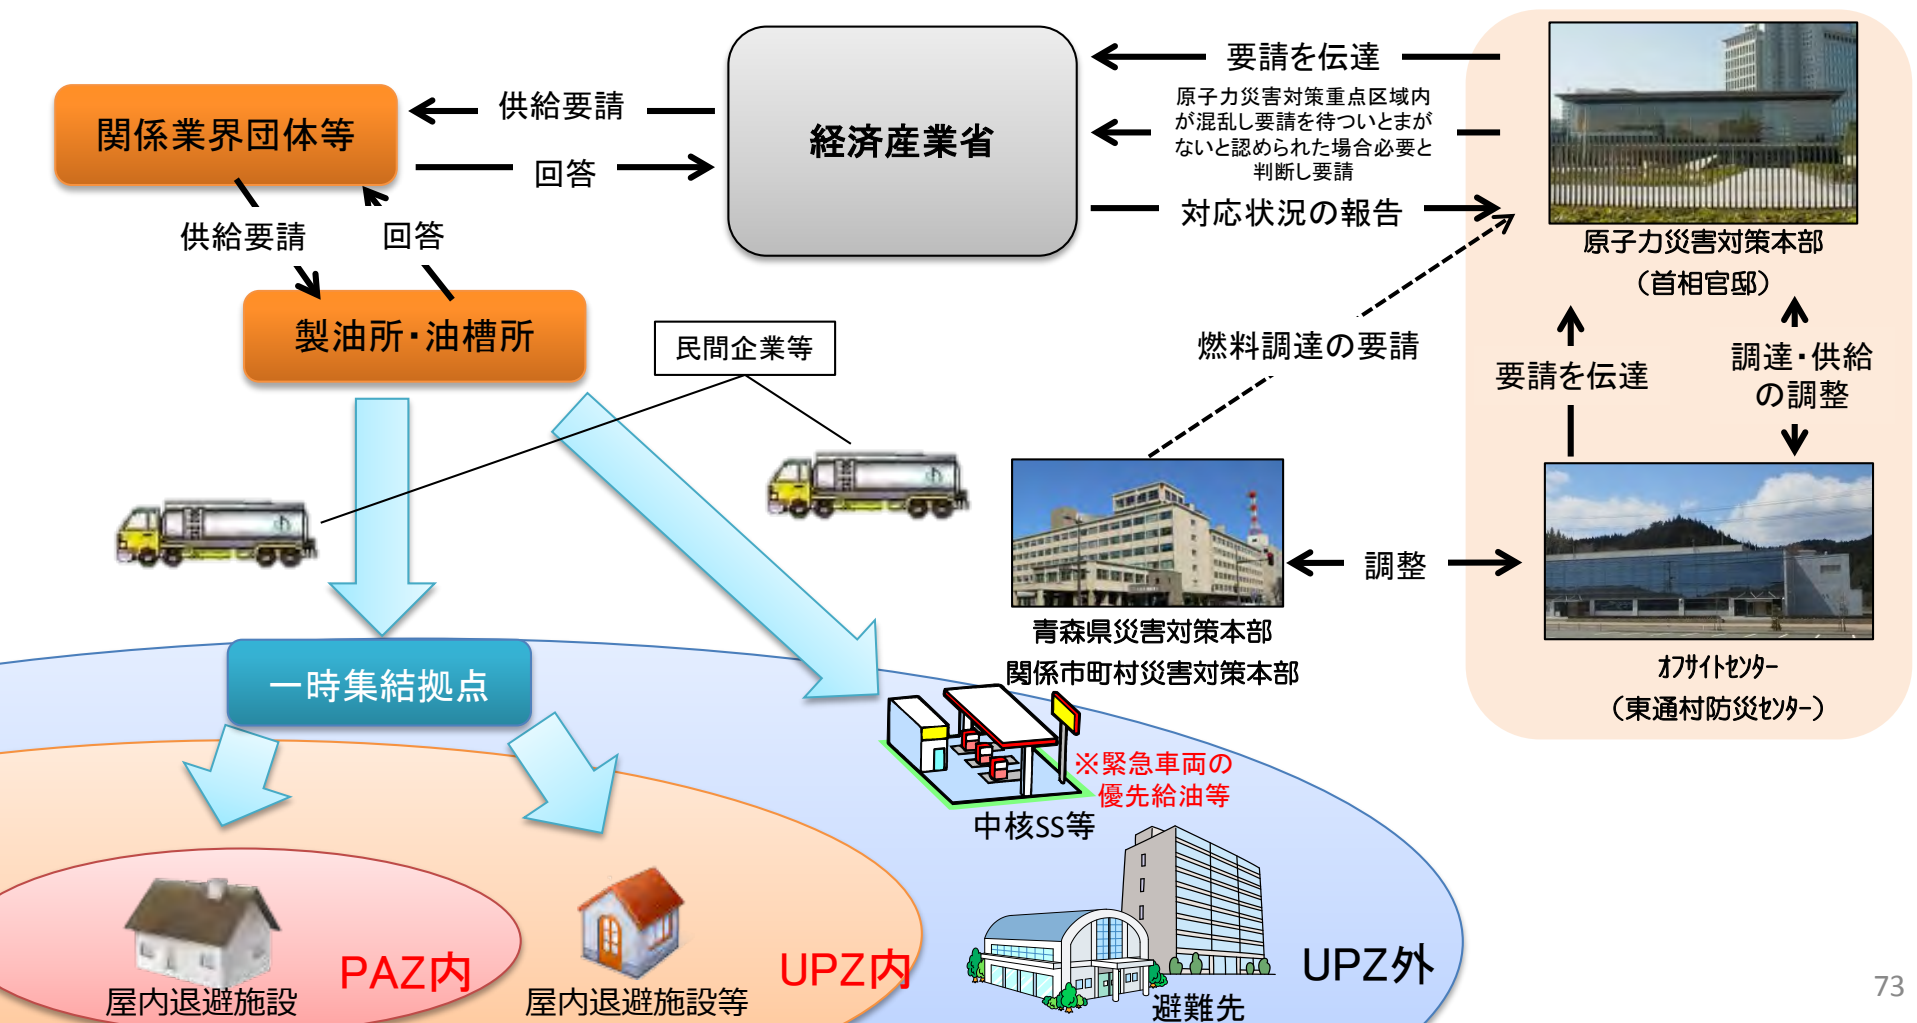 要請を伝達
原子力災害対策重点区域内
が混乱し要請を待ついとまが
ないと認められた場合必要と
判断し要請
対応状況の報告
経済産業省
供給要請
回答
関係業界団体等
供給要請
回答
製油所・油槽所
民間企業等
燃料調達の要請
原子力災害対策本部
（首相官邸）
要請を伝達
調達・供給
の調整
調整
青森県災害対策本部
関係市町村災害対策本部
ｵﾌｻｲﾄｾﾝﾀｰ
（東通村防災ｾﾝﾀｰ）
一時集結拠点
※緊急車両の
優先給油等
中核SS等
PAZ内
屋内退避施設
UPZ内
屋内退避施設等
UPZ外
避難先
73